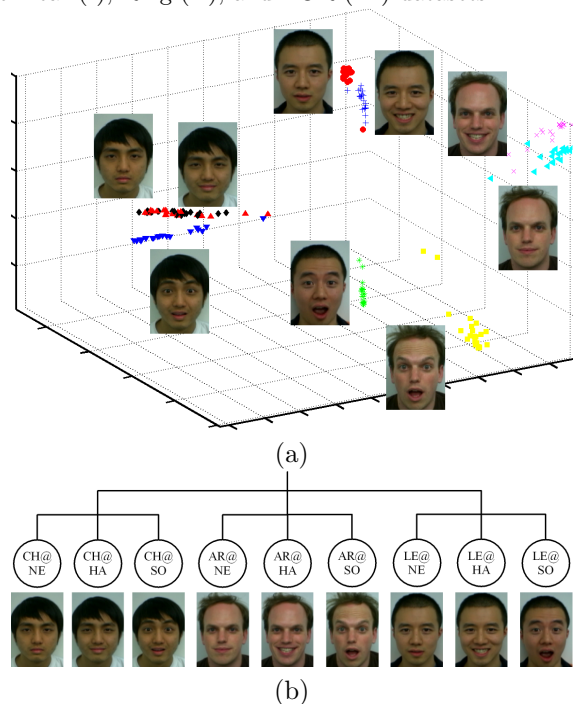 (a)
CH@ NE
CH@ HA
CH@ SO
AR@ NE
AR@ HA
AR@ SO
LE@ NE
LE@ HA
LE@ SO
(b)